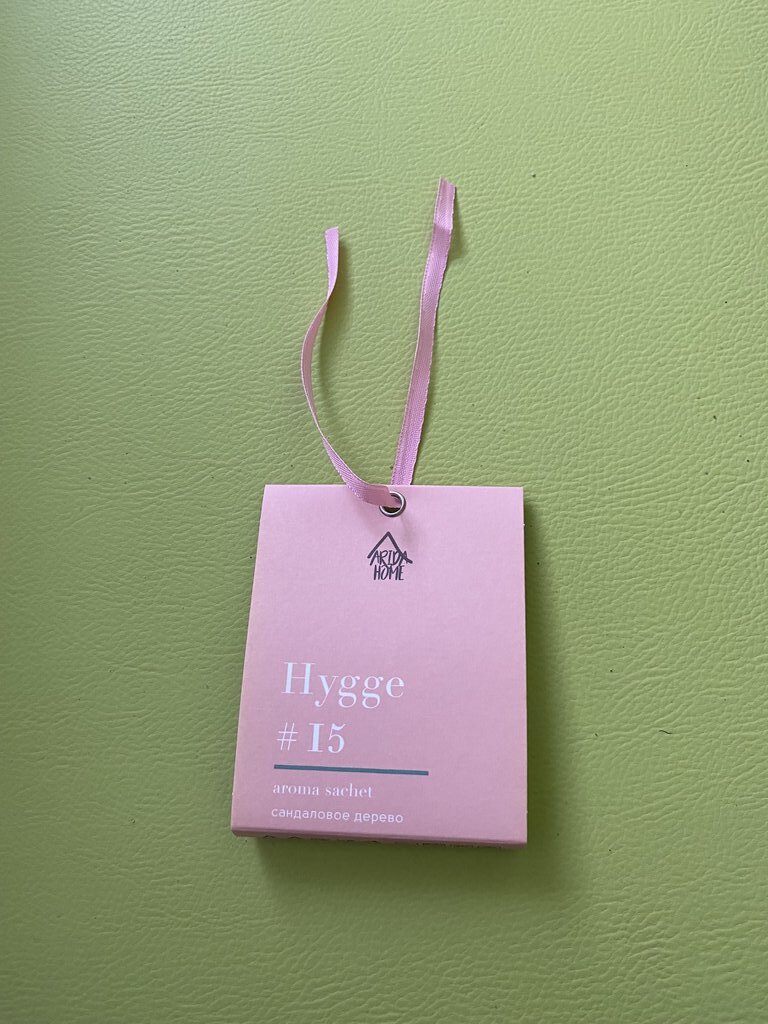 ARIDA
HOME
Hygge
# 15
aroma sachet
сандаловое дерево